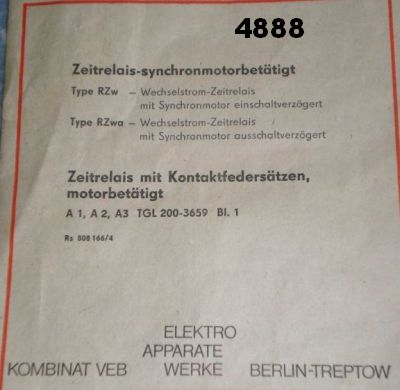 4888
Zeitrelais-synchronmotorbetätigt
Type RZw – Wechselstrom-Zeitrelais
mit Synchronmotor einschaltverzögert
Type RZwa – Wechselstrom-Zeitrelais
mit Synchronmotor ausschaltverzögert
Zeitrelais mit Kontaktfedersätzen,
motorbetätigt
A 1, A 2, A3 TGL 200-3659 Bl. 1
Rs 808 166/4
ELEKTRO
APPARATE
KOMBINAT VEB WERKE BERLIN-TREPTOW